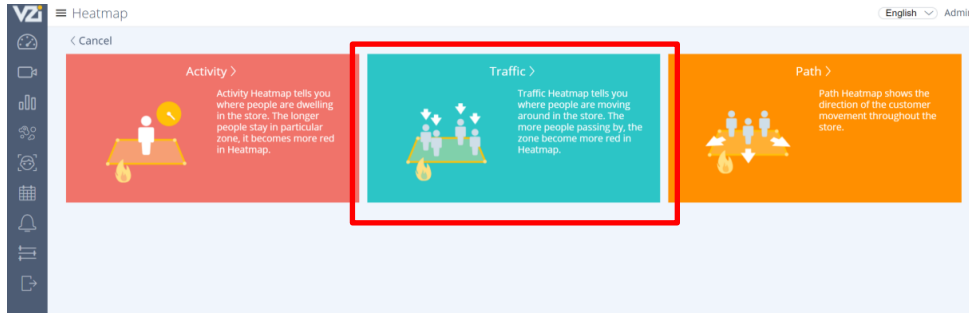 VZi
Heatmap
English
Admin
Cancel
Activity
Activity Heatmap tells you
where people are dwelling
in the store. The longer
people stay in particular
zone, it becomes more red
in Heatmap.
Traffic
Traffic Heatmap tells you
where people are moving
around in the store. The
more people passing by, the
zone become more red in
Heatmap.
Path
Path Heatmap shows the
direction of the customer
movement throughout the
store.